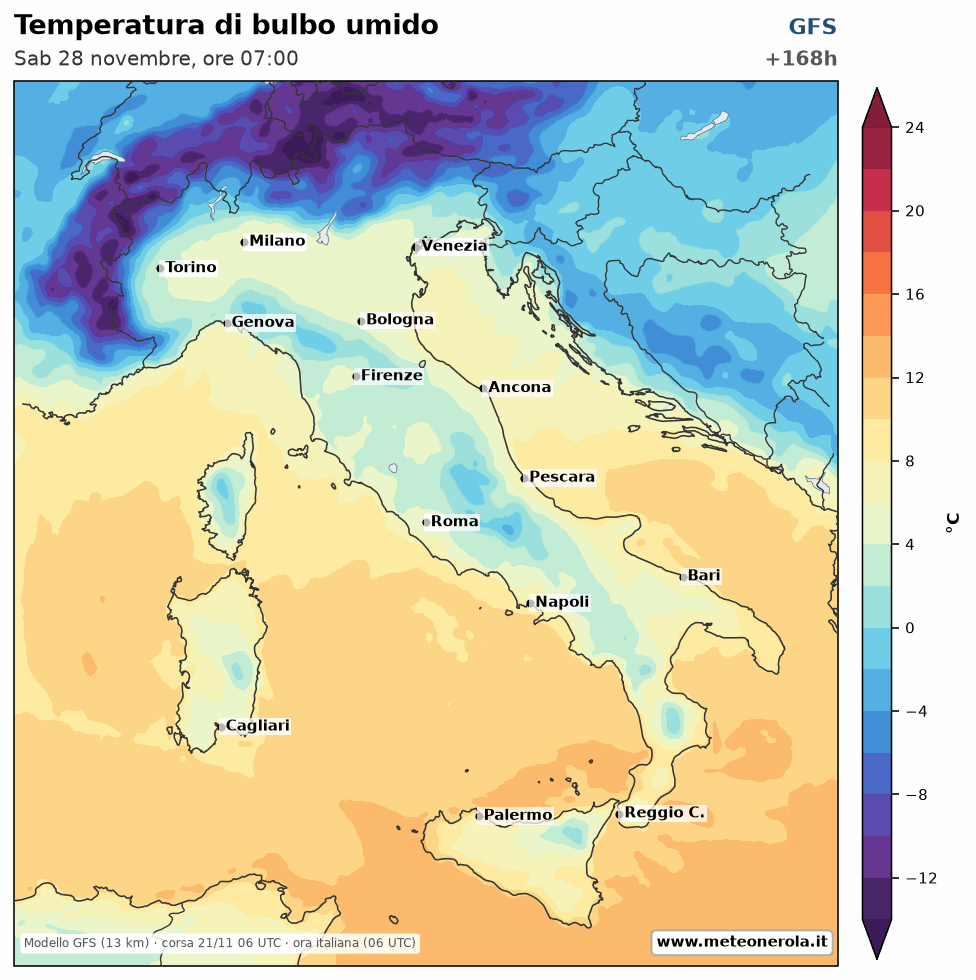 Temperatura di bulbo umido
GFS
Sab 28 novembre, ore 07:00
+168h
24
20
16
12
8
4
0
−4
−8
−12
°C
Milano
Venezia
Torino
Genova
Bologna
Firenze
Ancona
Pescara
Roma
Bari
Napoli
Cagliari
Palermo
Reggio C.
Modello GFS (13 km) · corsa 21/11 06 UTC · ora italiana (06 UTC)
www.meteonerola.it